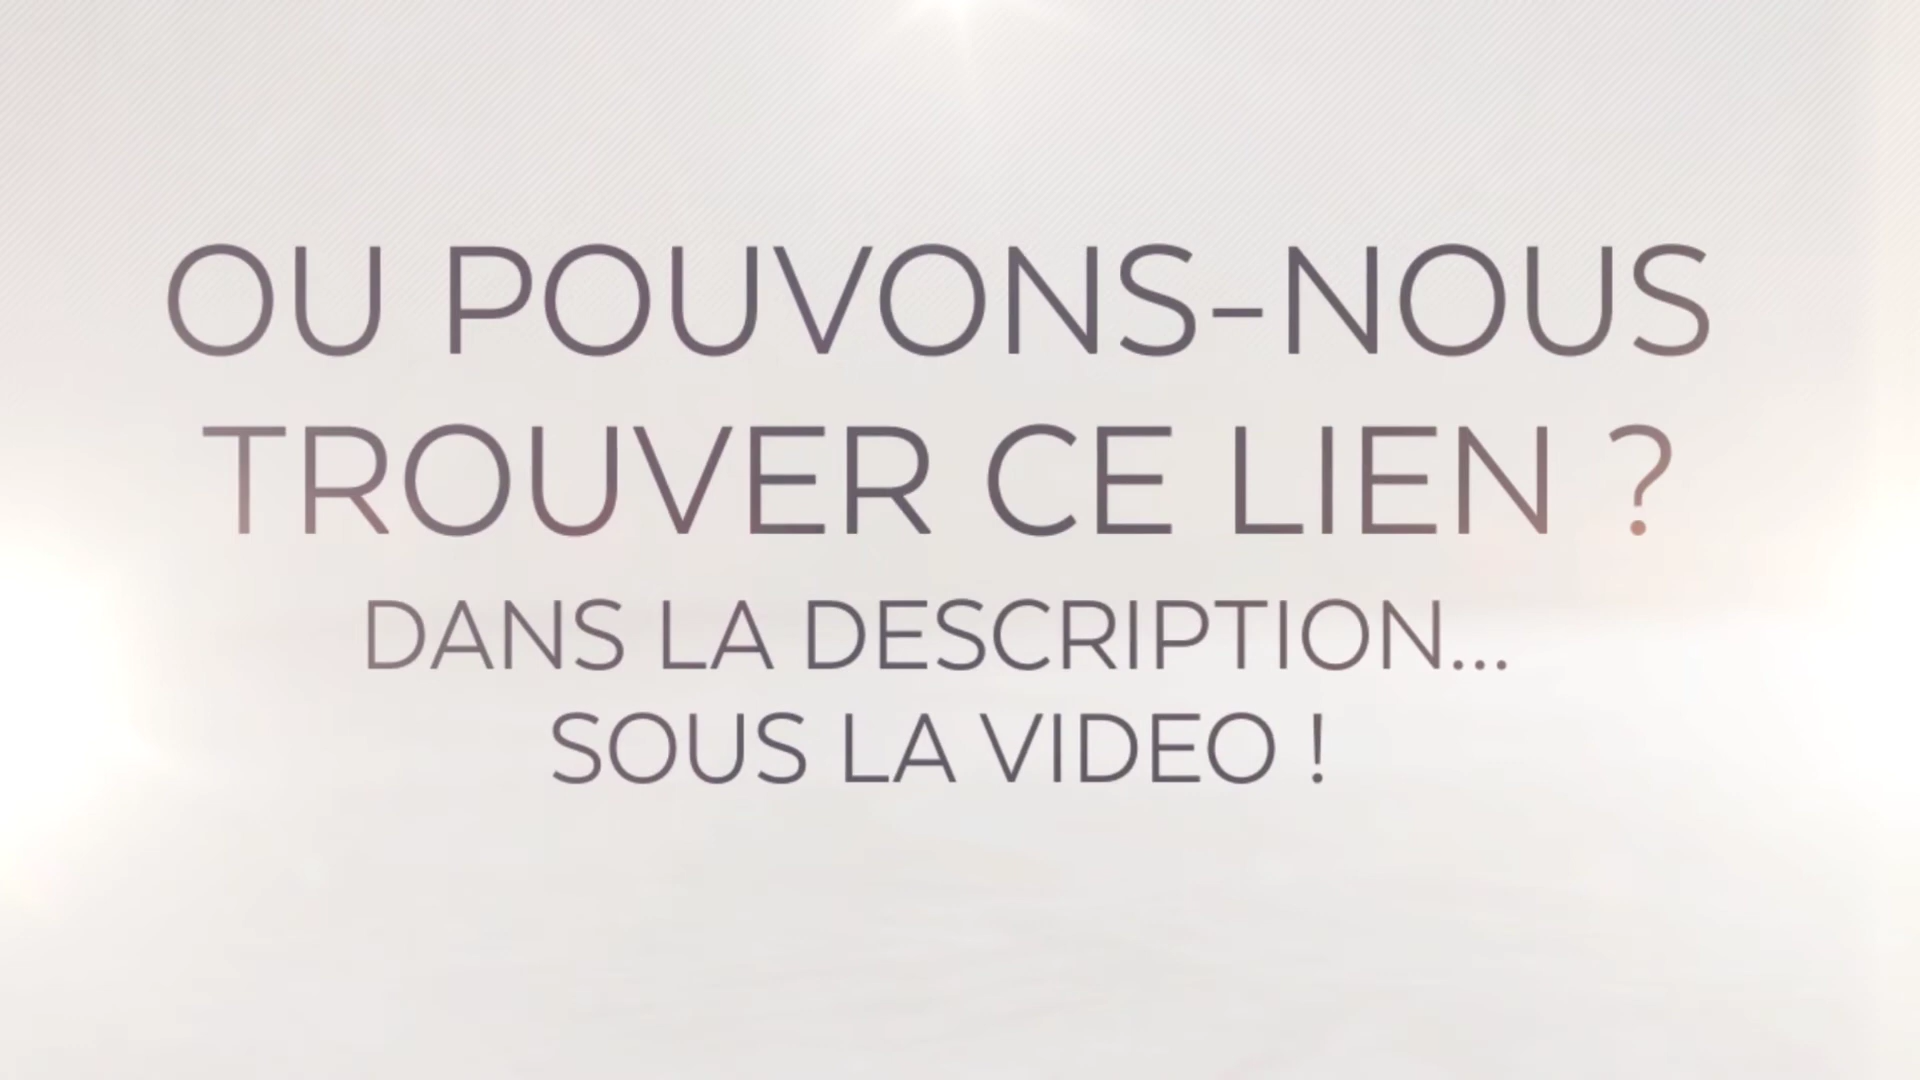 OU POUVONS-NOUS
TROUVER CE LIEN ?
DANS LA DESCRIPTION...
SOUS LA VIDEO !